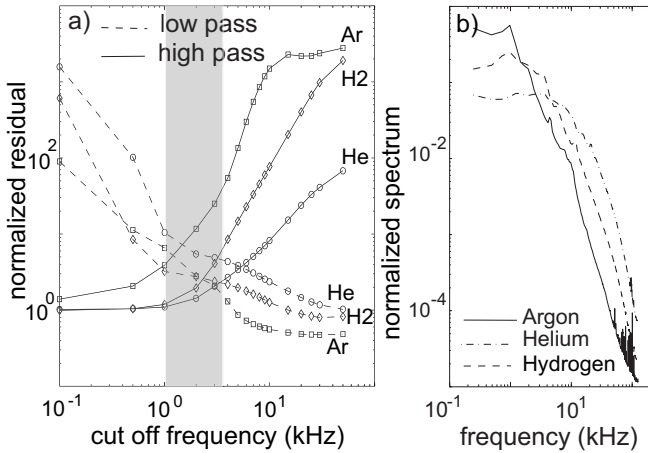 a)
low pass
high pass
Ar
H2
He
He
H2
Ar
normalized residual
10^2
10^0
10^-1
10^0
10^1
cut off frequency (kHz)
b)
normalized spectrum
10^-2
10^-4
Argon
Helium
Hydrogen
10^-1
10^1
frequency (kHz)